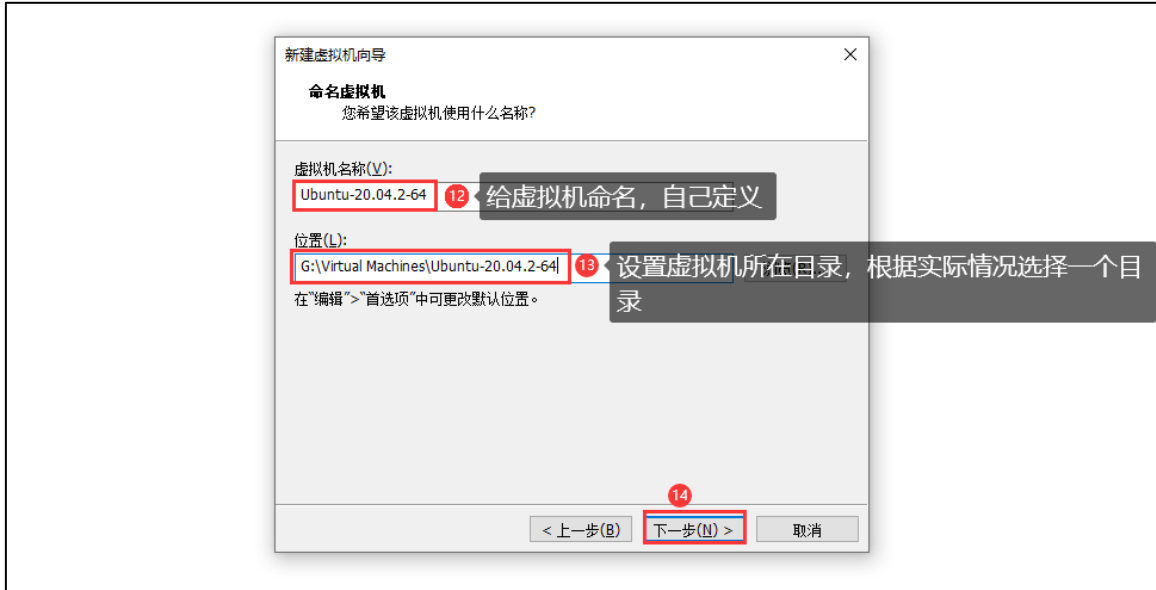 新建虚拟机向导
命名虚拟机
您希望该虚拟机使用什么名称?
虚拟机名称(V):
Ubuntu-20.04.2-64
12 给虚拟机命名，自己定义
位置(L):
G:\Virtual Machines\Ubuntu-20.04.2-64
13 设置虚拟机所在目录，根据实际情况选择一个目
录
在"编辑">"首选项"中可更改默认位置。
14
< 上一步(B) 下一步(N) > 取消